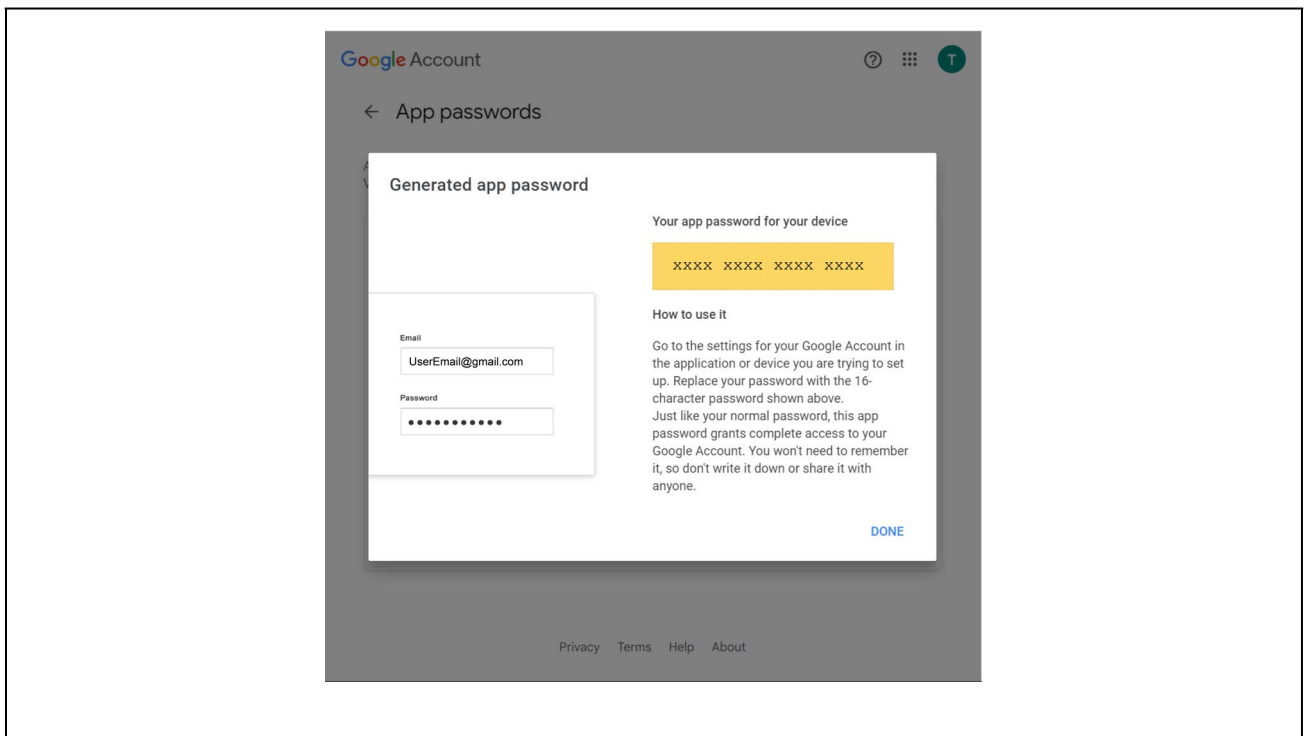 Google Account
T
App passwords
A
V
Generated app password
Your app password for your device
xxxx xxxx xxxx xxxx
How to use it
Go to the settings for your Google Account in
the application or device you are trying to set
up. Replace your password with the 16-
character password shown above.
Just like your normal password, this app
password grants complete access to your
Google Account. You won't need to remember
it, so don't write it down or share it with
anyone.
Email
UserEmail@gmail.com
Password
DONE
Privacy Terms Help About